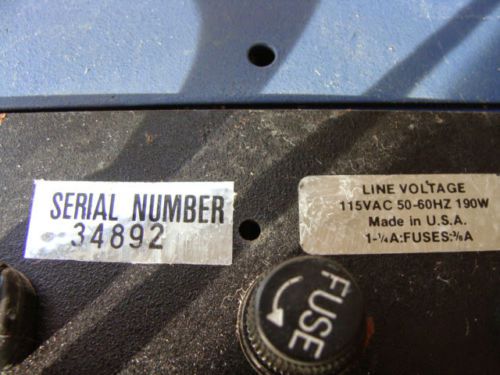 SERIAL NUMBER
34892
LINE VOLTAGE
115VAC 50-60HZ 190W
Made in U.S.A.
1-¼A:FUSES:⅜A
FUSE